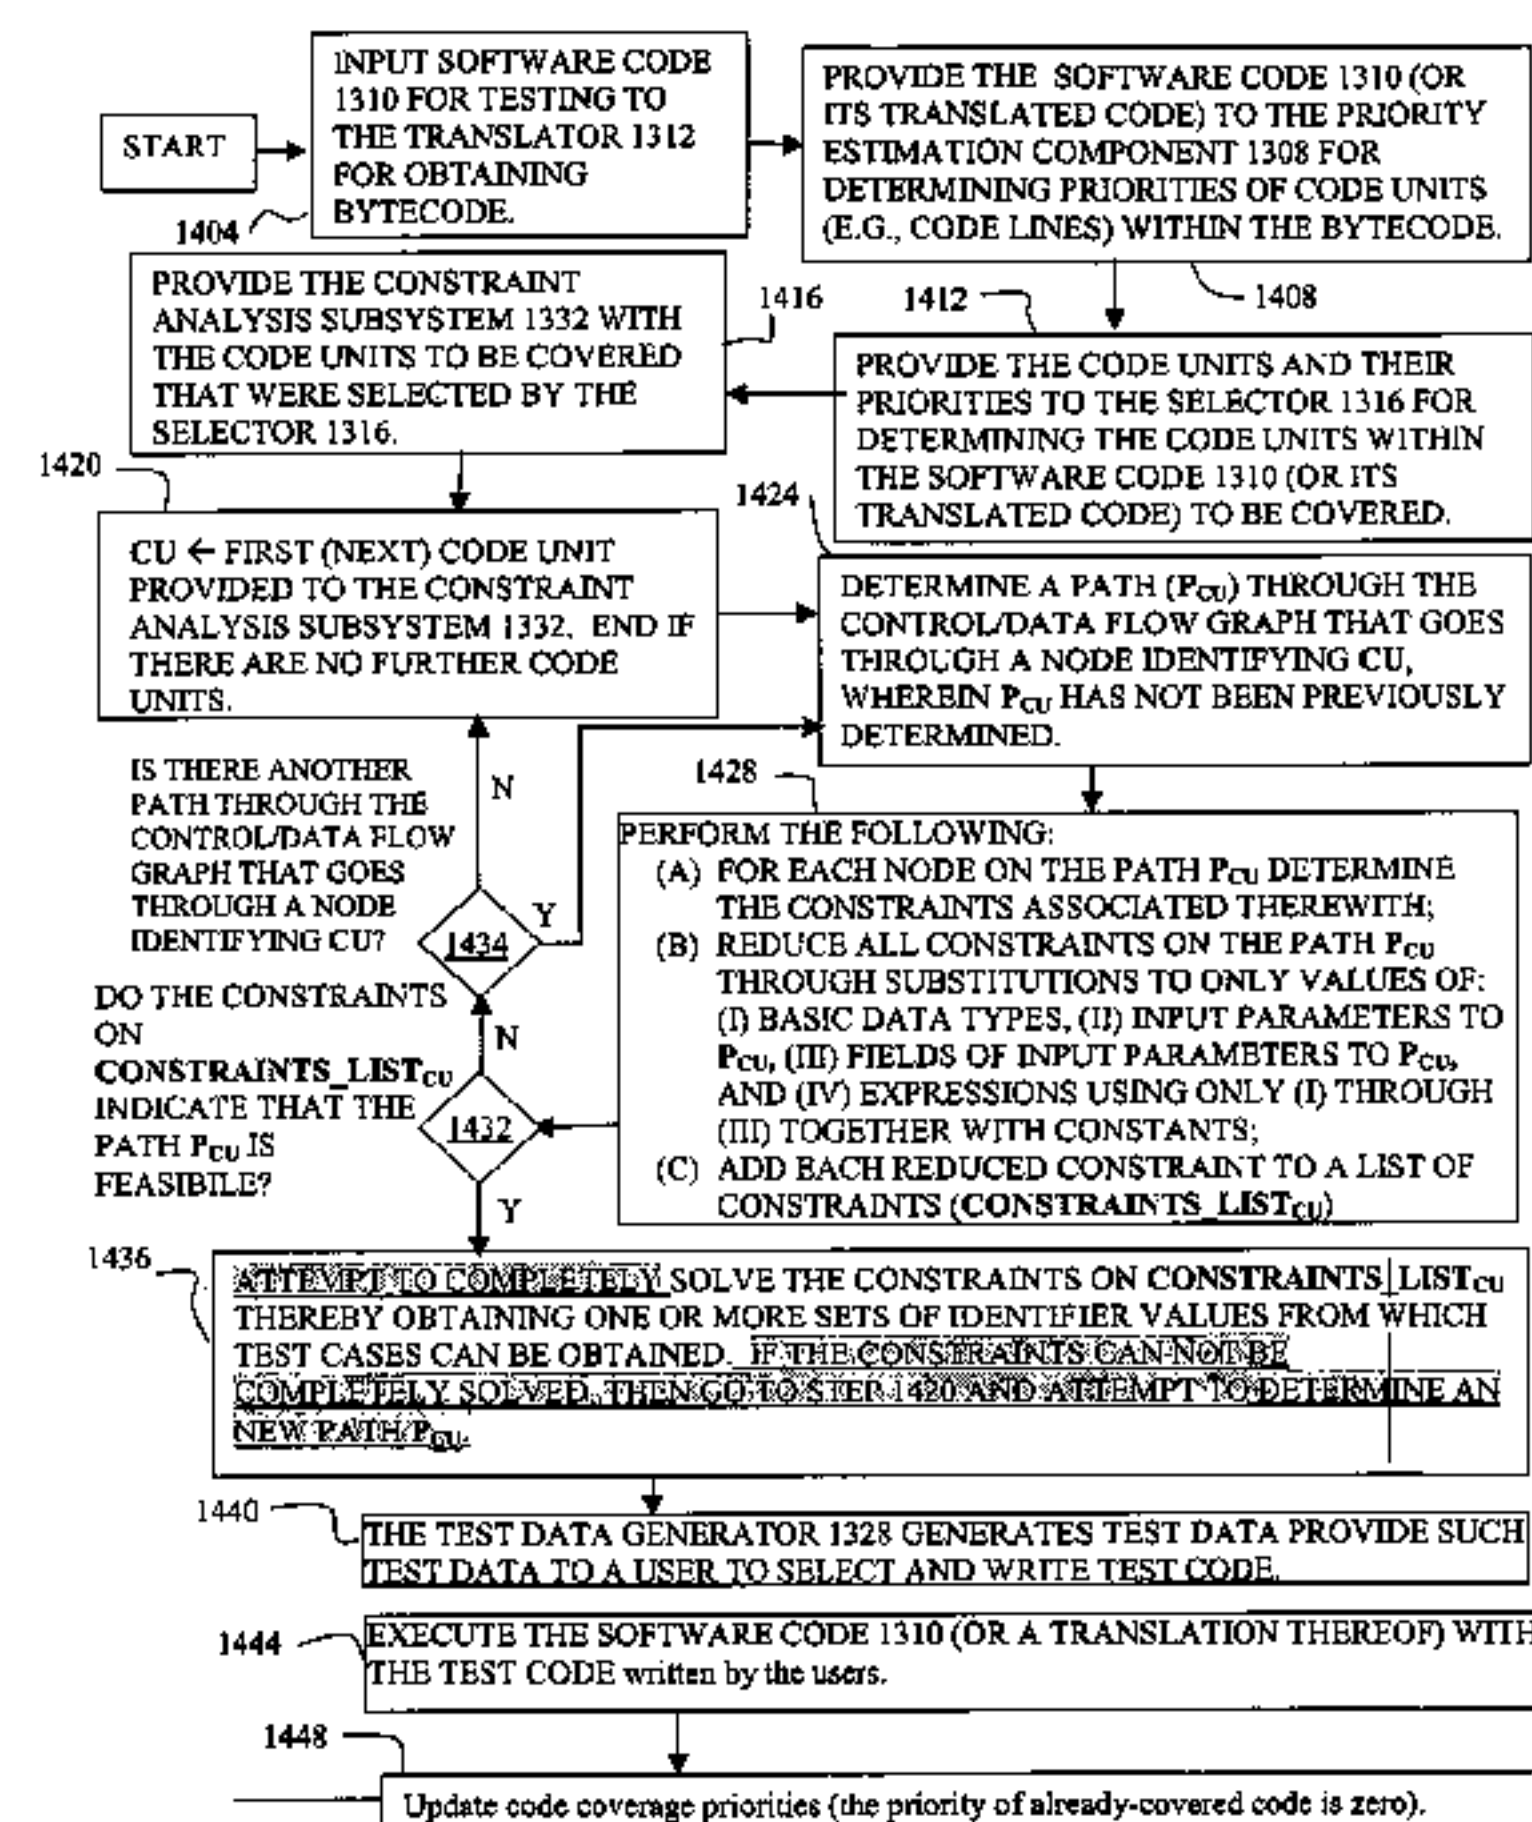 START
INPUT SOFTWARE CODE
1310 FOR TESTING TO
THE TRANSLATOR 1312
FOR OBTAINING
BYTECODE.
1404
PROVIDE THE SOFTWARE CODE 1310 (OR
ITS TRANSLATED CODE) TO THE PRIORITY
ESTIMATION COMPONENT 1308 FOR
DETERMINING PRIORITIES OF CODE UNITS
(E.G., CODE LINES) WITHIN THE BYTECODE.
1408
1412
PROVIDE THE CODE UNITS AND THEIR
PRIORITIES TO THE SELECTOR 1316 FOR
DETERMINING THE CODE UNITS WITHIN
THE SOFTWARE CODE 1310 (OR ITS
TRANSLATED CODE) TO BE COVERED.
1416
PROVIDE THE CONSTRAINT
ANALYSIS SUBSYSTEM 1332 WITH
THE CODE UNITS TO BE COVERED
THAT WERE SELECTED BY THE
SELECTOR 1316.
1420
CU ← FIRST (NEXT) CODE UNIT
PROVIDED TO THE CONSTRAINT
ANALYSIS SUBSYSTEM 1332. END IF
THERE ARE NO FURTHER CODE
UNITS.
1424
DETERMINE A PATH (PCU) THROUGH THE
CONTROL/DATA FLOW GRAPH THAT GOES
THROUGH A NODE IDENTIFYING CU,
WHEREIN PCU HAS NOT BEEN PREVIOUSLY
DETERMINED.
1428
PERFORM THE FOLLOWING:
(A) FOR EACH NODE ON THE PATH PCU DETERMINE
THE CONSTRAINTS ASSOCIATED THEREWITH;
(B) REDUCE ALL CONSTRAINTS ON THE PATH PCU
THROUGH SUBSTITUTIONS TO ONLY VALUES OF:
(I) BASIC DATA TYPES, (II) INPUT PARAMETERS TO
PCU, (III) FIELDS OF INPUT PARAMETERS TO PCU,
AND (IV) EXPRESSIONS USING ONLY (I) THROUGH
(III) TOGETHER WITH CONSTANTS;
(C) ADD EACH REDUCED CONSTRAINT TO A LIST OF
CONSTRAINTS (CONSTRAINTS_LISTCU)
IS THERE ANOTHER
PATH THROUGH THE
CONTROL/DATA FLOW
GRAPH THAT GOES
THROUGH A NODE
IDENTIFYING CU?
N
Y
1434
DO THE CONSTRAINTS
ON
CONSTRAINTS_LISTCU
INDICATE THAT THE
PATH PCU IS
FEASIBILE?
N
1432
Y
1436
ATTEMPT TO COMPLETELY SOLVE THE CONSTRAINTS ON CONSTRAINTS_LISTCU
THEREBY OBTAINING ONE OR MORE SETS OF IDENTIFIER VALUES FROM WHICH
TEST CASES CAN BE OBTAINED. IF THE CONSTRAINTS CAN NOT BE
COMPLETELY SOLVED, THEN GO TO STEP 1420 AND ATTEMPT TO DETERMINE AN
NEW PATH PCU.
1440
THE TEST DATA GENERATOR 1328 GENERATES TEST DATA PROVIDE SUCH
TEST DATA TO A USER TO SELECT AND WRITE TEST CODE.
1444
EXECUTE THE SOFTWARE CODE 1310 (OR A TRANSLATION THEREOF) WITH
THE TEST CODE written by the users.
1448
Update code coverage priorities (the priority of already-covered code is zero).